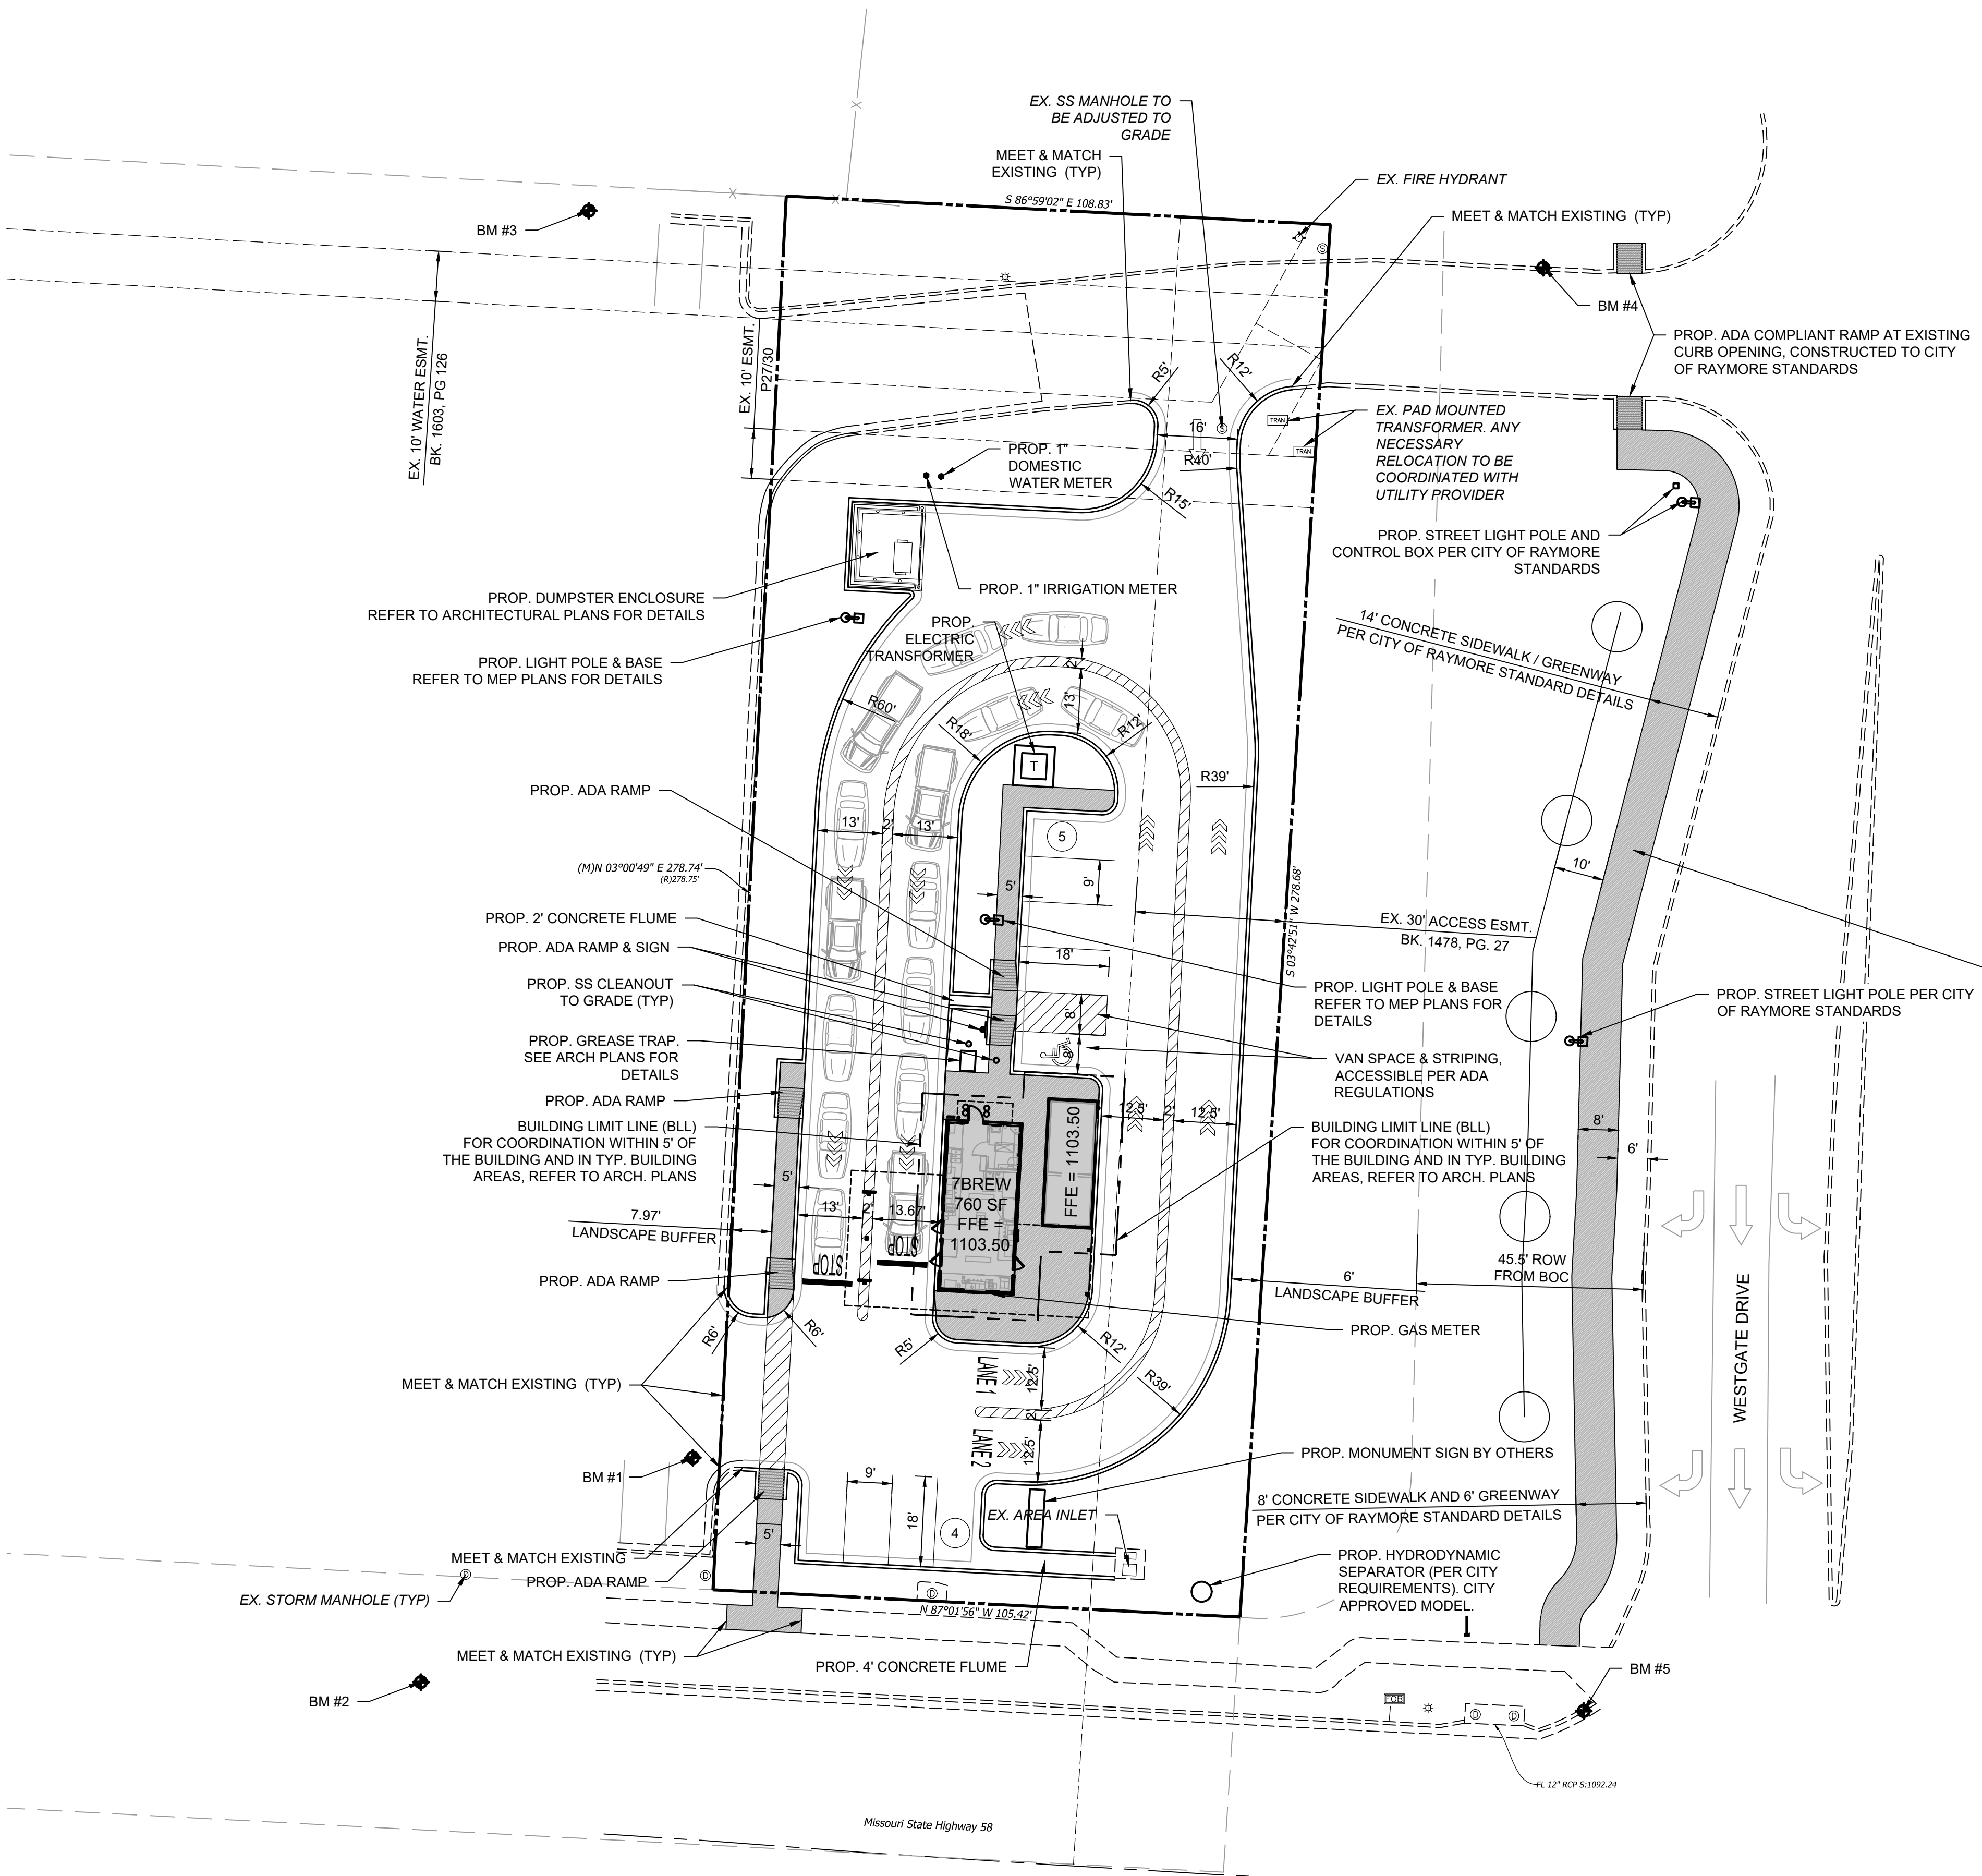 EX. SS MANHOLE TO
BE ADJUSTED TO
GRADE
MEET & MATCH
EXISTING (TYP)
EX. FIRE HYDRANT
S 86°59'02" E 108.83'
MEET & MATCH EXISTING (TYP)
BM #3
BM #4
PROP. ADA COMPLIANT RAMP AT EXISTING
CURB OPENING, CONSTRUCTED TO CITY
OF RAYMORE STANDARDS
EX. 10' WATER ESMT.
BK. 1603, PG 126
EX. 10' ESMT.
P27/30
R5'
R12'
16'
R40'
R15'
S
S
TRAN
TRAN
EX. PAD MOUNTED
TRANSFORMER. ANY
NECESSARY
RELOCATION TO BE
COORDINATED WITH
UTILITY PROVIDER
PROP. 1"
DOMESTIC
WATER METER
PROP. STREET LIGHT POLE AND
CONTROL BOX PER CITY OF RAYMORE
STANDARDS
PROP. DUMPSTER ENCLOSURE
REFER TO ARCHITECTURAL PLANS FOR DETAILS
PROP. 1" IRRIGATION METER
PROP.
ELECTRIC
TRANSFORMER
14' CONCRETE SIDEWALK / GREENWAY
PER CITY OF RAYMORE STANDARD DETAILS
PROP. LIGHT POLE & BASE
REFER TO MEP PLANS FOR DETAILS
2'
13'
R60'
R18'
R12'
T
R39'
PROP. ADA RAMP
13'
2'
13'
5
(M)N 03°00'49" E 278.74'
(R)278.75'
5'
9'
10'
S 03°42'51" W 278.68'
PROP. 2' CONCRETE FLUME
EX. 30' ACCESS ESMT.
BK. 1478, PG. 27
PROP. ADA RAMP & SIGN
18'
PROP. SS CLEANOUT
TO GRADE (TYP)
PROP. LIGHT POLE & BASE
REFER TO MEP PLANS FOR
DETAILS
PROP. STREET LIGHT POLE PER CITY
OF RAYMORE STANDARDS
8'
8'
PROP. GREASE TRAP.
SEE ARCH PLANS FOR
DETAILS
VAN SPACE & STRIPING,
ACCESSIBLE PER ADA
REGULATIONS
PROP. ADA RAMP
12.5'
2'
12.5'
BUILDING LIMIT LINE (BLL)
FOR COORDINATION WITHIN 5' OF
THE BUILDING AND IN TYP. BUILDING
AREAS, REFER TO ARCH. PLANS
BUILDING LIMIT LINE (BLL)
FOR COORDINATION WITHIN 5' OF
THE BUILDING AND IN TYP. BUILDING
AREAS, REFER TO ARCH. PLANS
8'
6'
5'
7BREW
760 SF
FFE =
1103.50
FFE = 1103.50
13'
2'
13.67'
7.97'
LANDSCAPE BUFFER
STOP
STOP
PROP. ADA RAMP
6'
LANDSCAPE BUFFER
45.5' ROW
FROM BOC
PROP. GAS METER
R6'
R6'
R5'
R12'
WESTGATE DRIVE
MEET & MATCH EXISTING (TYP)
LANE 1
12.5'
R39'
2'
LANE 2
12.5'
PROP. MONUMENT SIGN BY OTHERS
BM #1
9'
18'
4
8' CONCRETE SIDEWALK AND 6' GREENWAY
PER CITY OF RAYMORE STANDARD DETAILS
EX. AREA INLET
5'
MEET & MATCH EXISTING
PROP. ADA RAMP
PROP. HYDRODYNAMIC
SEPARATOR (PER CITY
REQUIREMENTS). CITY
APPROVED MODEL.
D
D
D
EX. STORM MANHOLE (TYP)
N 87°01'56" W 105.42'
MEET & MATCH EXISTING (TYP)
PROP. 4' CONCRETE FLUME
BM #5
BM #2
FOB
D
D
FL 12" RCP S:1092.24
Missouri State Highway 58